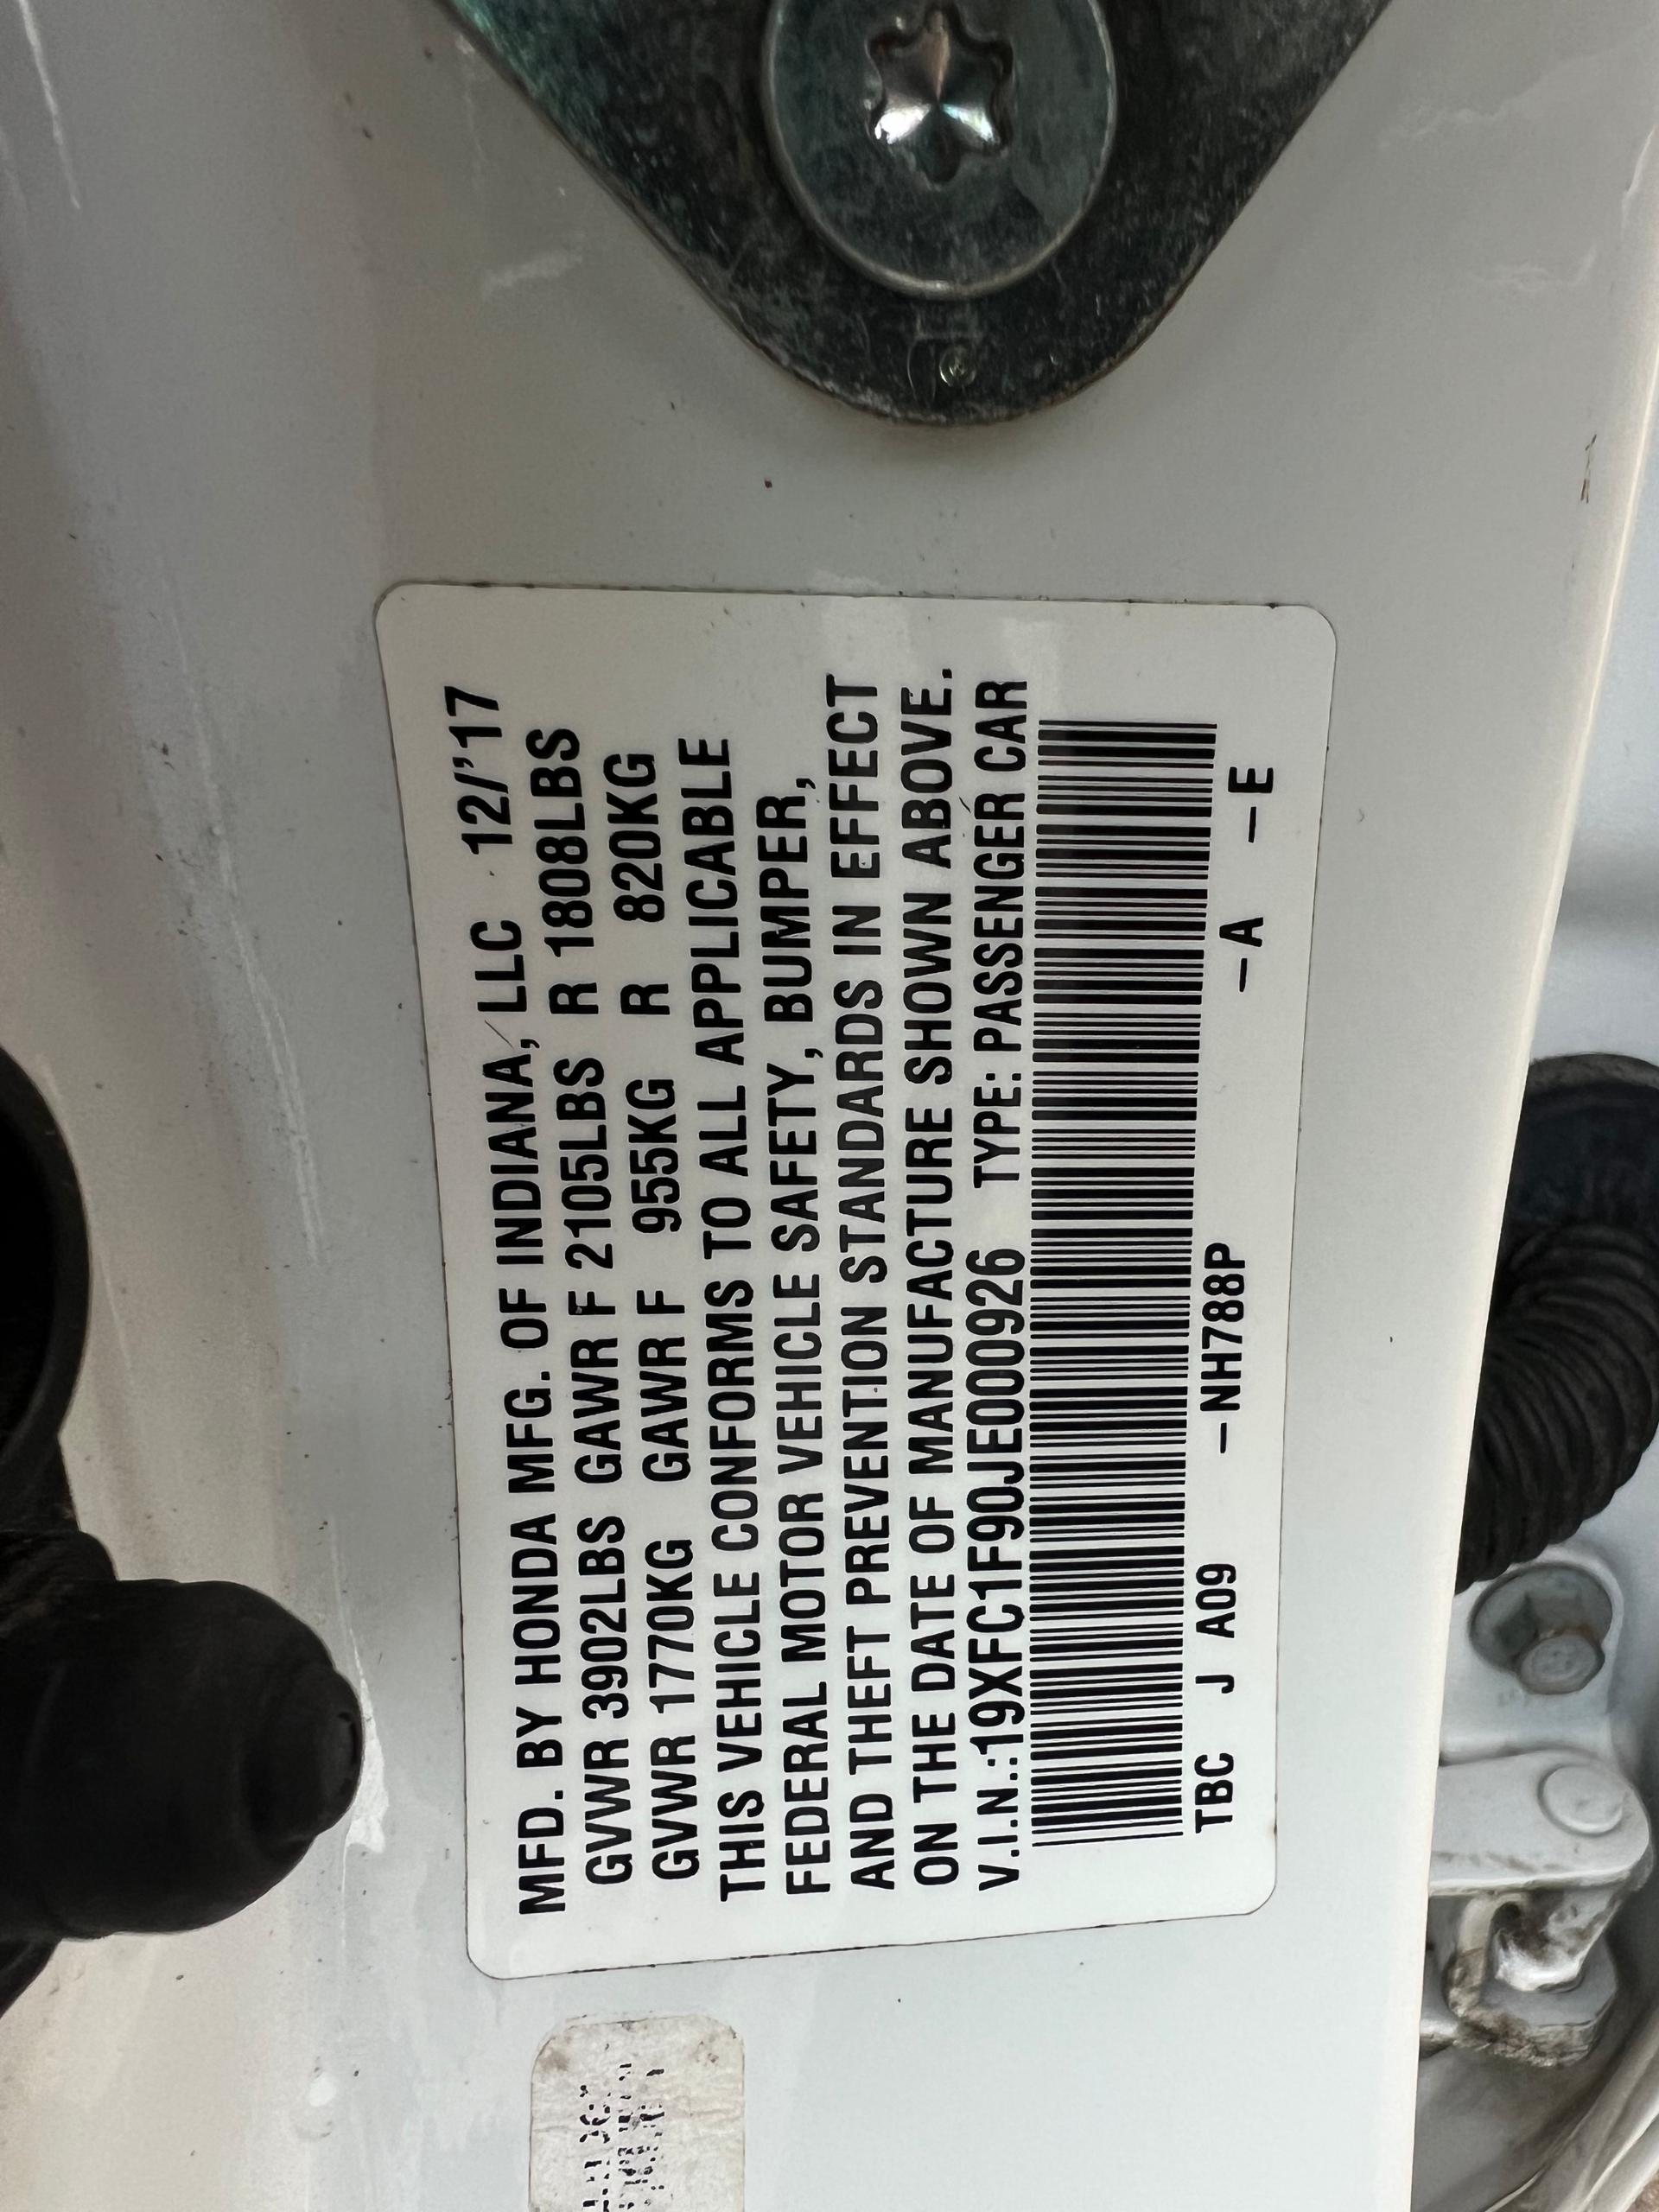 MFD. BY HONDA MFG. OF INDIANA, LLC 12/'17
GVWR 3902LBS GAWR F 2105LBS R 1808LBS
GVWR 1770KG GAWR F 955KG R 820KG
THIS VEHICLE CONFORMS TO ALL APPLICABLE
FEDERAL MOTOR VEHICLE SAFETY, BUMPER,
AND THEFT PREVENTION STANDARDS IN EFFECT
ON THE DATE OF MANUFACTURE SHOWN ABOVE.
V.I.N.:19XFC1F90JE000926 TYPE: PASSENGER CAR
TBC J A09 –NH788P –A –E